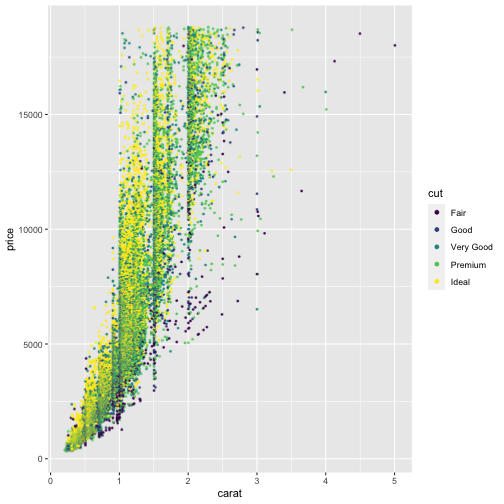 15000
10000
5000
0
price
0
1
2
3
4
5
carat
cut
Fair
Good
Very Good
Premium
Ideal